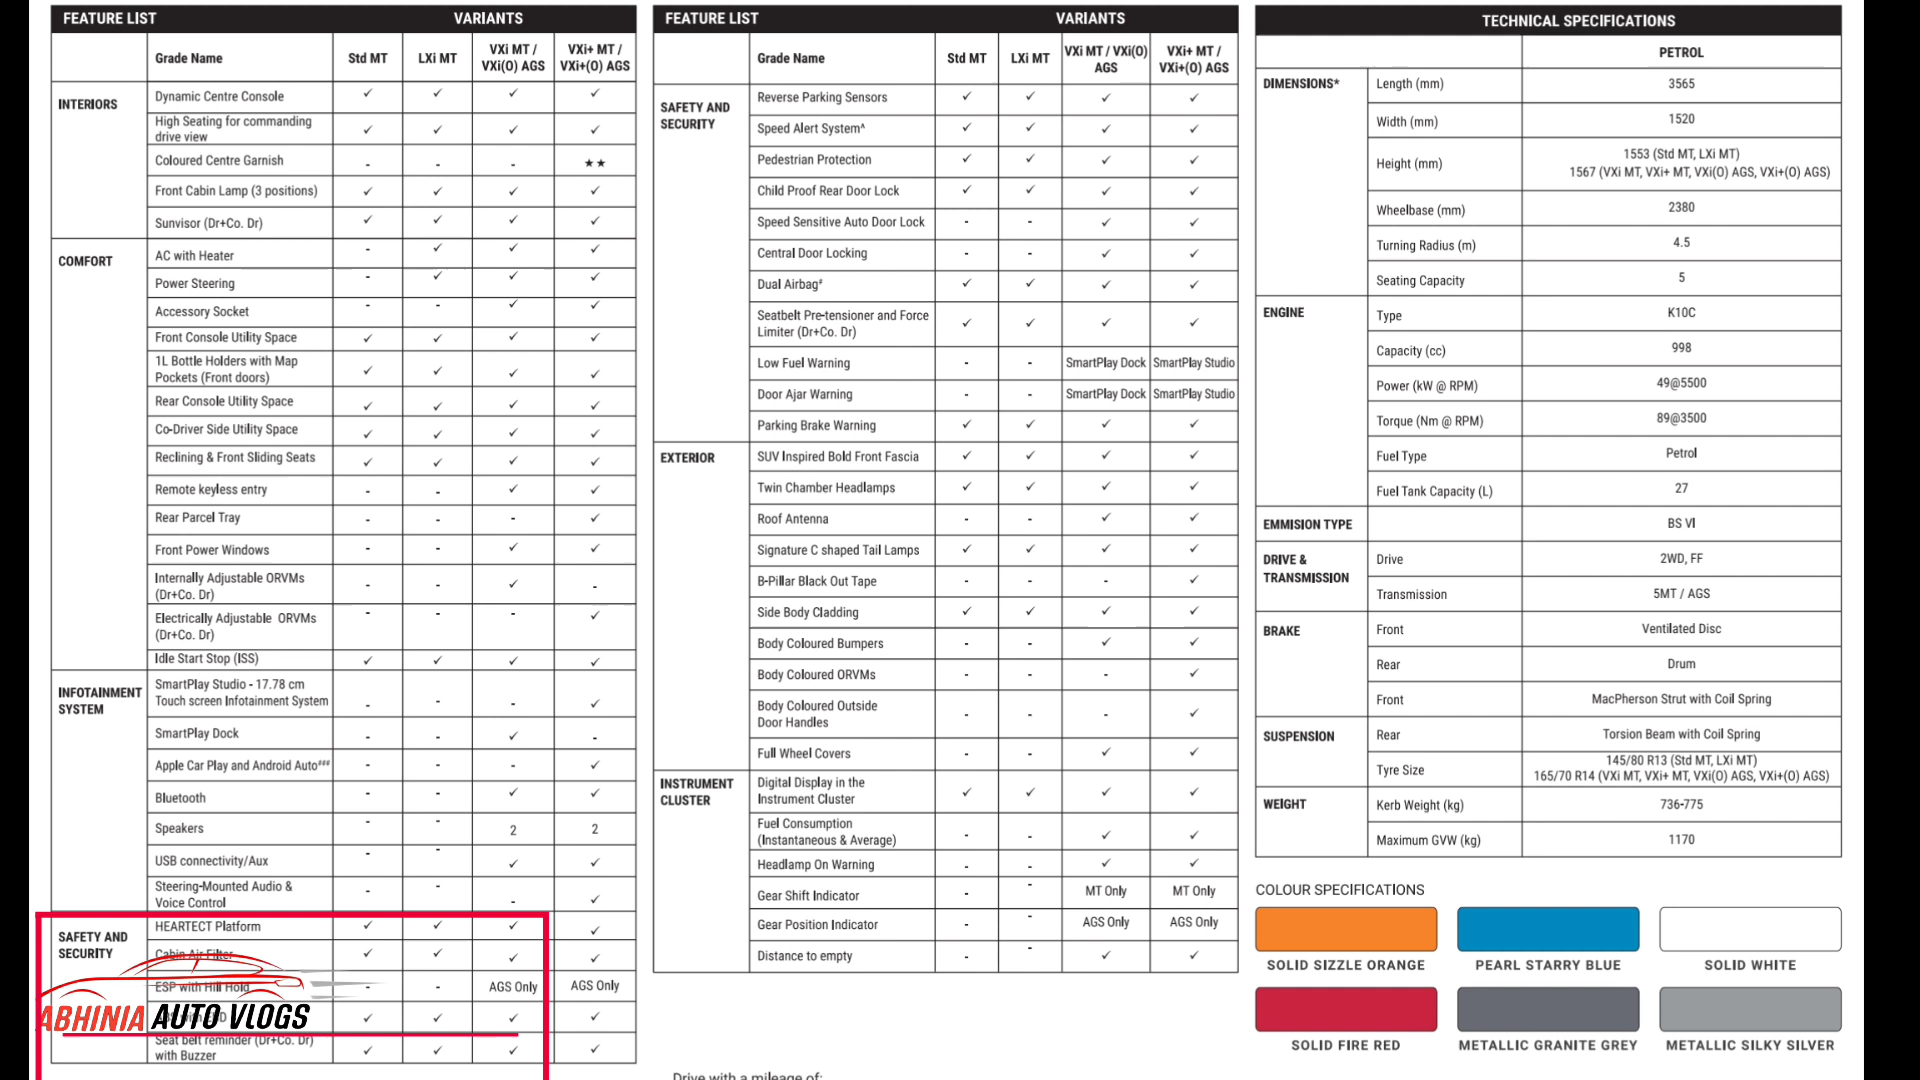 FEATURE LIST VARIANTS
Grade Name Std MT LXi MT VXi MT / VXi(O) AGS VXi+ MT / VXi+(O) AGS
INTERIORS Dynamic Centre Console ✓ ✓ ✓ ✓
High Seating for commanding
drive view ✓ ✓ ✓ ✓
Coloured Centre Garnish - - - ★★
Front Cabin Lamp (3 positions) ✓ ✓ ✓ ✓
Sunvisor (Dr+Co. Dr) ✓ ✓ ✓ ✓
COMFORT AC with Heater - ✓ ✓ ✓
Power Steering - ✓ ✓ ✓
Accessory Socket - - ✓ ✓
Front Console Utility Space ✓ ✓ ✓ ✓
1L Bottle Holders with Map
Pockets (Front doors) ✓ ✓ ✓ ✓
Rear Console Utility Space ✓ ✓ ✓ ✓
Co-Driver Side Utility Space ✓ ✓ ✓ ✓
Reclining & Front Sliding Seats ✓ ✓ ✓ ✓
Remote keyless entry - - ✓ ✓
Rear Parcel Tray - - - ✓
Front Power Windows - - ✓ ✓
Internally Adjustable ORVMs
(Dr+Co. Dr) - - ✓ -
Electrically Adjustable ORVMs
(Dr+Co. Dr) - - - ✓
Idle Start Stop (ISS) ✓ ✓ ✓ ✓
INFOTAINMENT
SYSTEM
SmartPlay Studio - 17.78 cm
Touch screen Infotainment System - - - ✓
SmartPlay Dock - - ✓ -
Apple Car Play and Android Auto### - - - ✓
Bluetooth - - ✓ ✓
Speakers - - 2 2
USB connectivity/Aux - - ✓ ✓
Steering-Mounted Audio &
Voice Control - - - ✓
SAFETY AND
SECURITY
HEARTECT Platform ✓ ✓ ✓ ✓
Cabin Air Filter ✓ ✓ ✓ ✓
ESP with Hill Hold - - AGS Only AGS Only
ABHINIA AUTO VLOGS ✓ ✓ ✓ ✓
Seat belt reminder (Dr+Co. Dr)
with Buzzer ✓ ✓ ✓ ✓
FEATURE LIST VARIANTS
Grade Name Std MT LXi MT VXi MT / VXi(O) AGS VXi+ MT / VXi+(O) AGS
SAFETY AND
SECURITY
Reverse Parking Sensors ✓ ✓ ✓ ✓
Speed Alert System^ ✓ ✓ ✓ ✓
Pedestrian Protection ✓ ✓ ✓ ✓
Child Proof Rear Door Lock ✓ ✓ ✓ ✓
Speed Sensitive Auto Door Lock - - ✓ ✓
Central Door Locking - - ✓ ✓
Dual Airbag# ✓ ✓ ✓ ✓
Seatbelt Pre-tensioner and Force
Limiter (Dr+Co. Dr) ✓ ✓ ✓ ✓
Low Fuel Warning - - SmartPlay Dock SmartPlay Studio
Door Ajar Warning - - SmartPlay Dock SmartPlay Studio
Parking Brake Warning ✓ ✓ ✓ ✓
EXTERIOR SUV Inspired Bold Front Fascia ✓ ✓ ✓ ✓
Twin Chamber Headlamps ✓ ✓ ✓ ✓
Roof Antenna - - ✓ ✓
Signature C shaped Tail Lamps ✓ ✓ ✓ ✓
B-Pillar Black Out Tape - - - ✓
Side Body Cladding ✓ ✓ ✓ ✓
Body Coloured Bumpers - - ✓ ✓
Body Coloured ORVMs - - - ✓
Body Coloured Outside
Door Handles - - - ✓
Full Wheel Covers - - ✓ ✓
INSTRUMENT
CLUSTER
Digital Display in the
Instrument Cluster ✓ ✓ ✓ ✓
Fuel Consumption
(Instantaneous & Average) - - ✓ ✓
Headlamp On Warning - - ✓ ✓
Gear Shift Indicator - - MT Only MT Only
Gear Position Indicator - - AGS Only AGS Only
Distance to empty - - ✓ ✓
Drive with a mileage of:
TECHNICAL SPECIFICATIONS
PETROL
DIMENSIONS* Length (mm) 3565
Width (mm) 1520
Height (mm) 1553 (Std MT, LXi MT)
1567 (VXi MT, VXi+ MT, VXi(O) AGS, VXi+(O) AGS)
Wheelbase (mm) 2380
Turning Radius (m) 4.5
Seating Capacity 5
ENGINE Type K10C
Capacity (cc) 998
Power (kW @ RPM) 49@5500
Torque (Nm @ RPM) 89@3500
Fuel Type Petrol
Fuel Tank Capacity (L) 27
EMMISION TYPE BS VI
DRIVE &
TRANSMISSION
Drive 2WD, FF
Transmission 5MT / AGS
BRAKE Front Ventilated Disc
Rear Drum
Front MacPherson Strut with Coil Spring
SUSPENSION Rear Torsion Beam with Coil Spring
Tyre Size 145/80 R13 (Std MT, LXi MT)
165/70 R14 (VXi MT, VXi+ MT, VXi(O) AGS, VXi+(O) AGS)
WEIGHT Kerb Weight (kg) 736-775
Maximum GVW (kg) 1170
COLOUR SPECIFICATIONS
SOLID SIZZLE ORANGE PEARL STARRY BLUE SOLID WHITE
SOLID FIRE RED METALLIC GRANITE GREY METALLIC SILKY SILVER